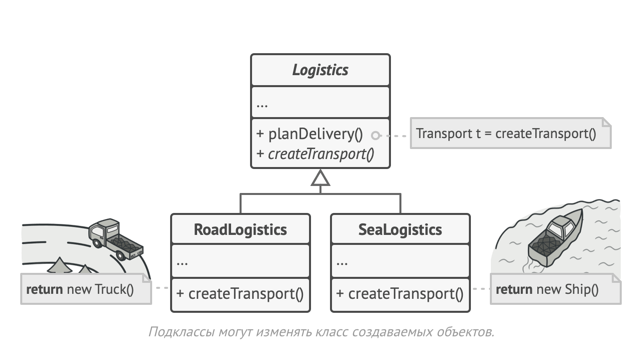 Logistics
...
+ planDelivery()
+ createTransport()
Transport t = createTransport()
RoadLogistics
...
+ createTransport()
return new Truck()
SeaLogistics
...
+ createTransport()
return new Ship()
Подклассы могут изменять класс создаваемых объектов.